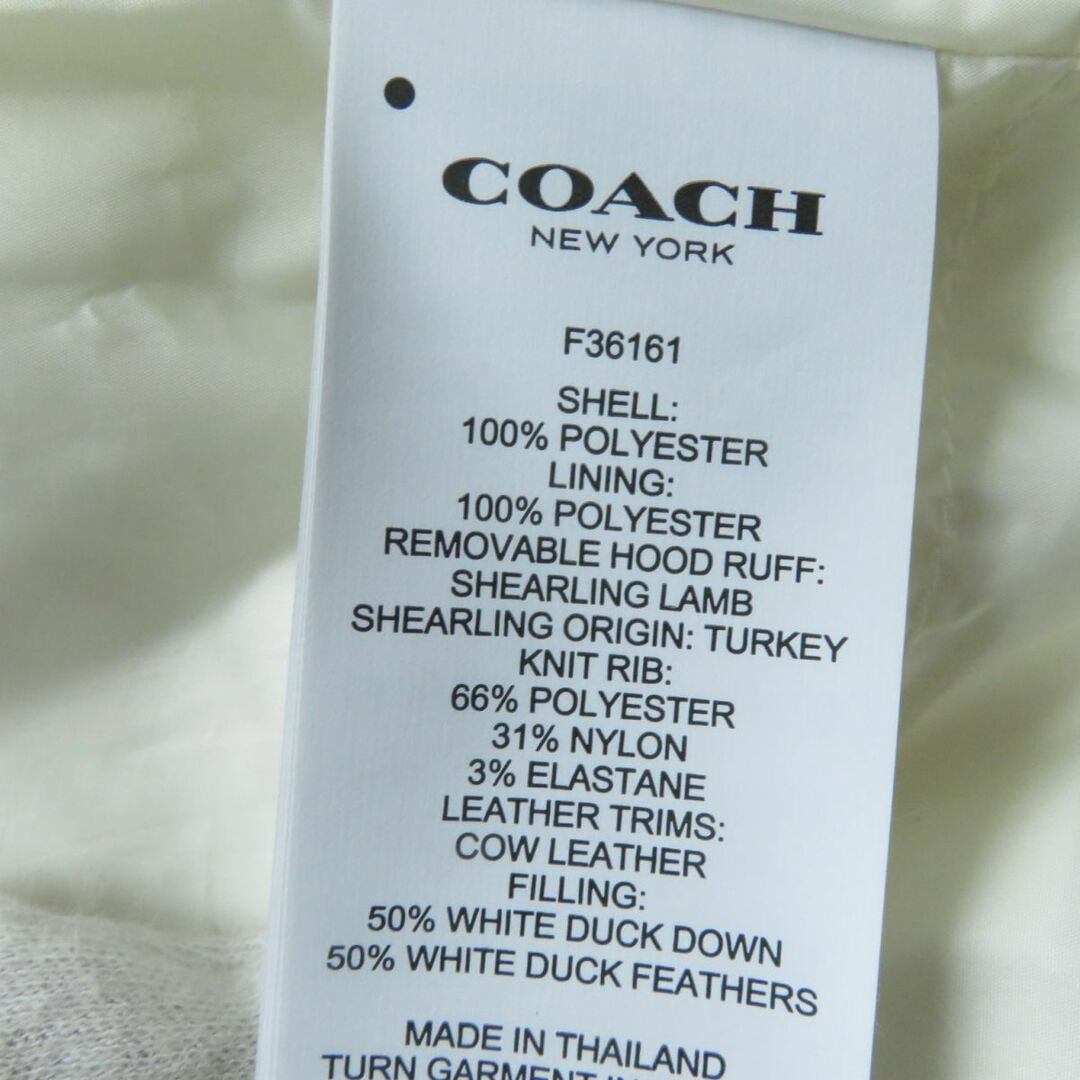 COACH
NEW YORK
F36161
SHELL:
100% POLYESTER
LINING:
100% POLYESTER
REMOVABLE HOOD RUFF:
SHEARLING LAMB
SHEARLING ORIGIN: TURKEY
KNIT RIB:
66% POLYESTER
31% NYLON
3% ELASTANE
LEATHER TRIMS:
COW LEATHER
FILLING:
50% WHITE DUCK DOWN
50% WHITE DUCK FEATHERS
MADE IN THAILAND
TURN GARMENT